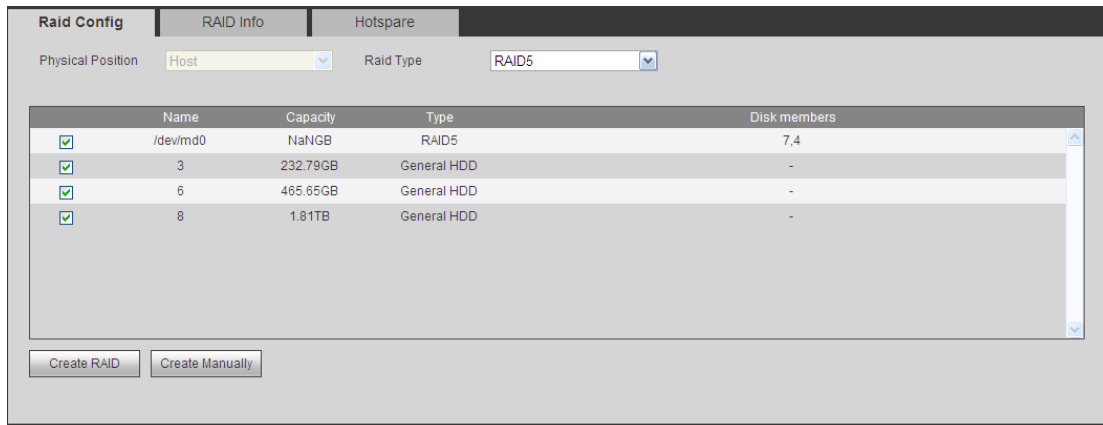 Raid Config RAID Info Hotspare
Physical Position Host Raid Type RAID5
Name Capacity Type Disk members
/dev/md0 NaNGB RAID5 7,4
3 232.79GB General HDD -
6 465.65GB General HDD -
8 1.81TB General HDD -
Create RAID Create Manually